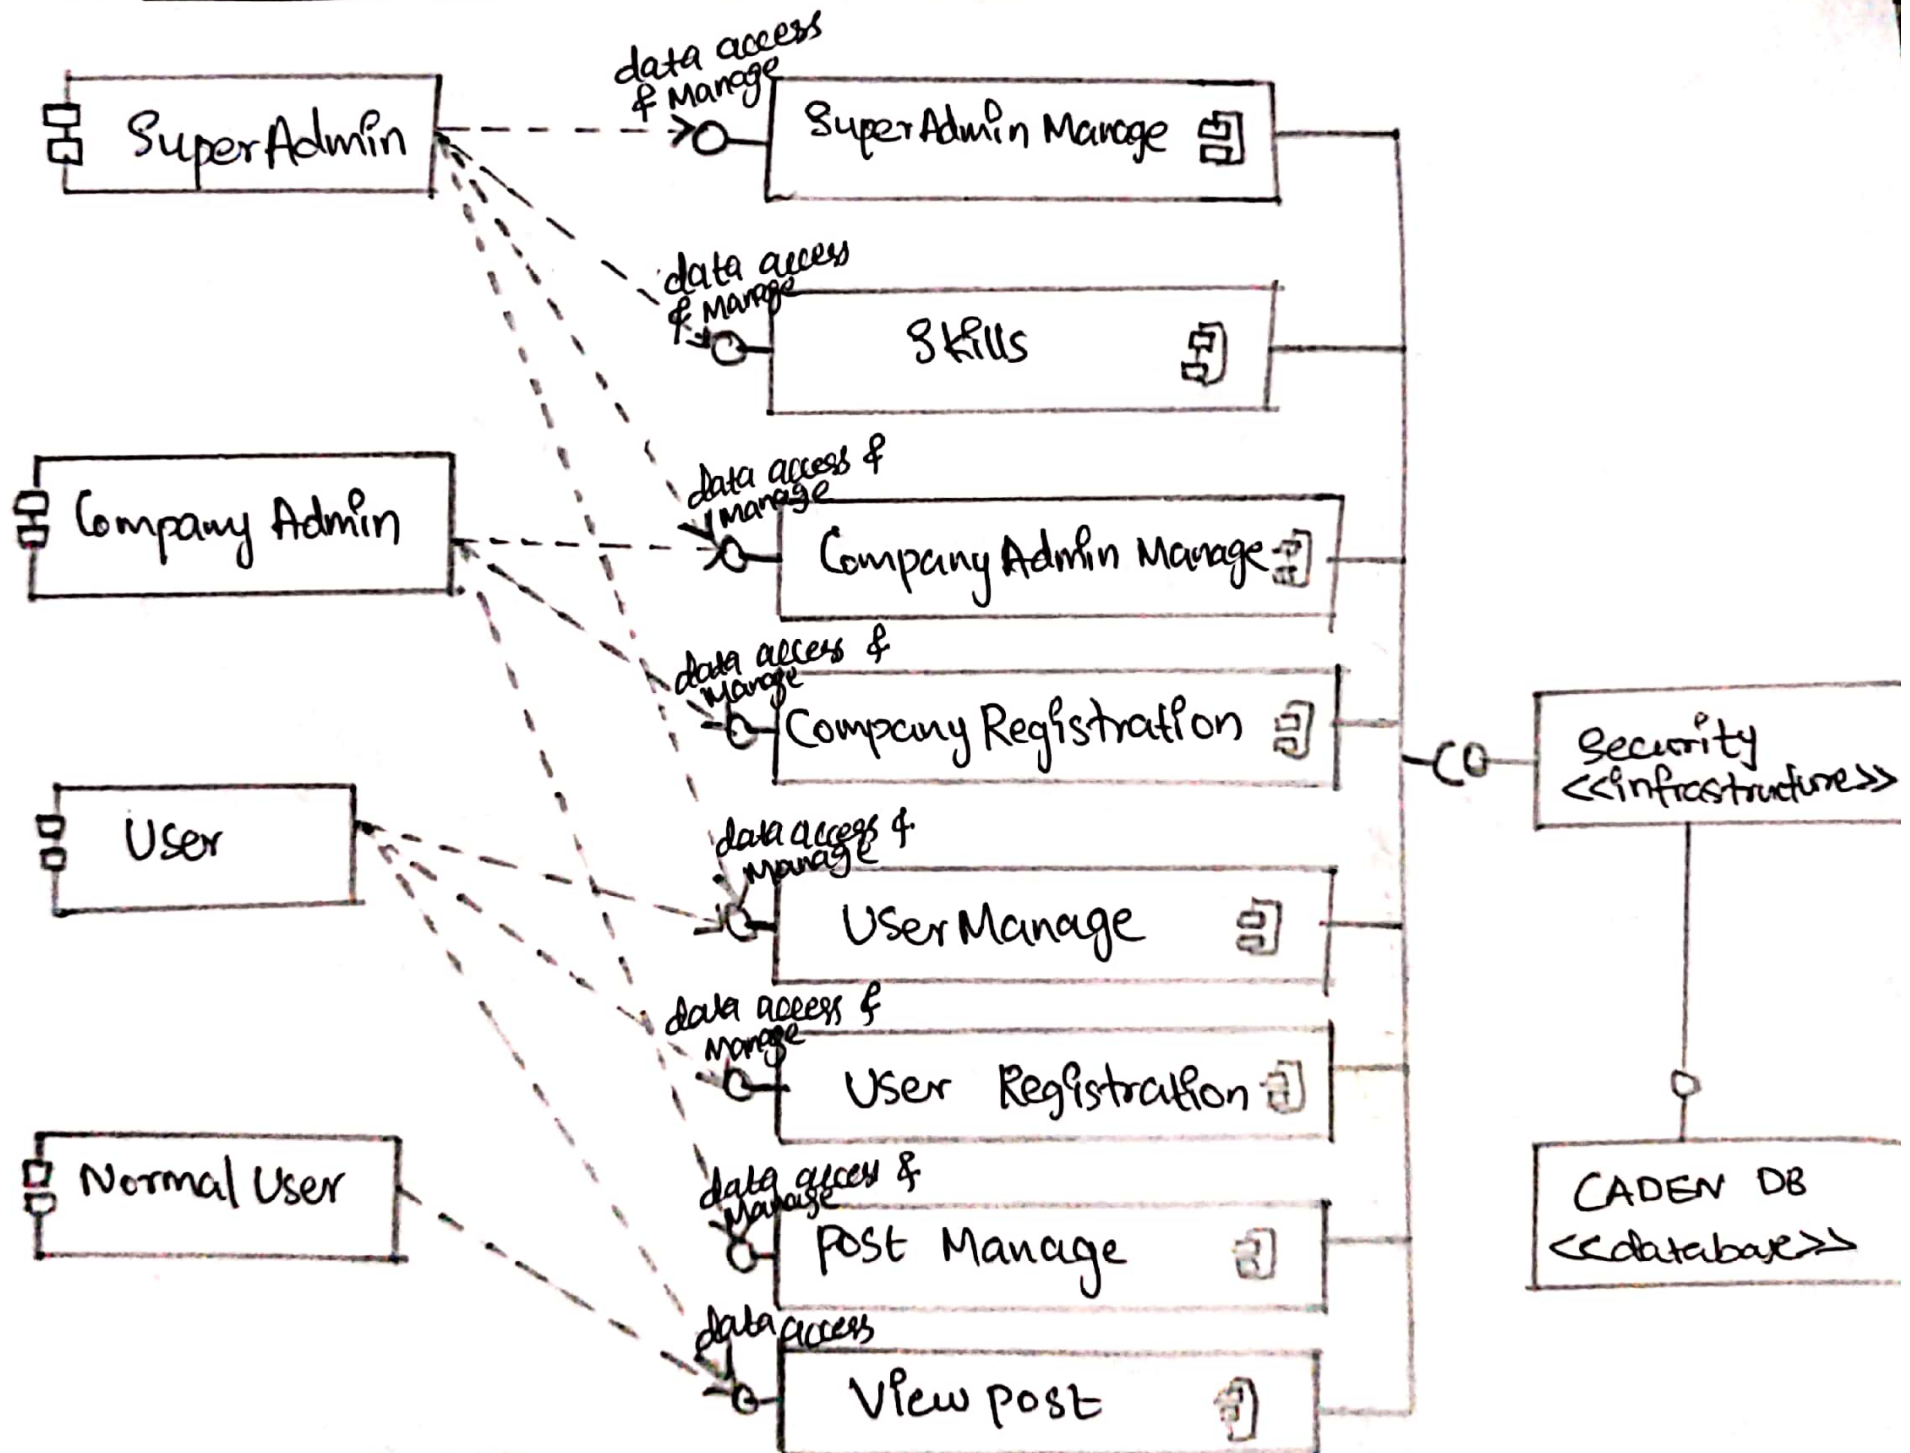 data access
& Manage
SuperAdmin
SuperAdmin Manage
data access
& Manage
Skills
data access &
Manage
Company Admin
Company Admin Manage
data access &
Manage
Company Registration
Security
<<infrastructure>>
data access &
Manage
User
User Manage
data access &
Manage
User Registration
data access &
Manage
Normal User
Post Manage
CADEN DB
<<database>>
data access
View post